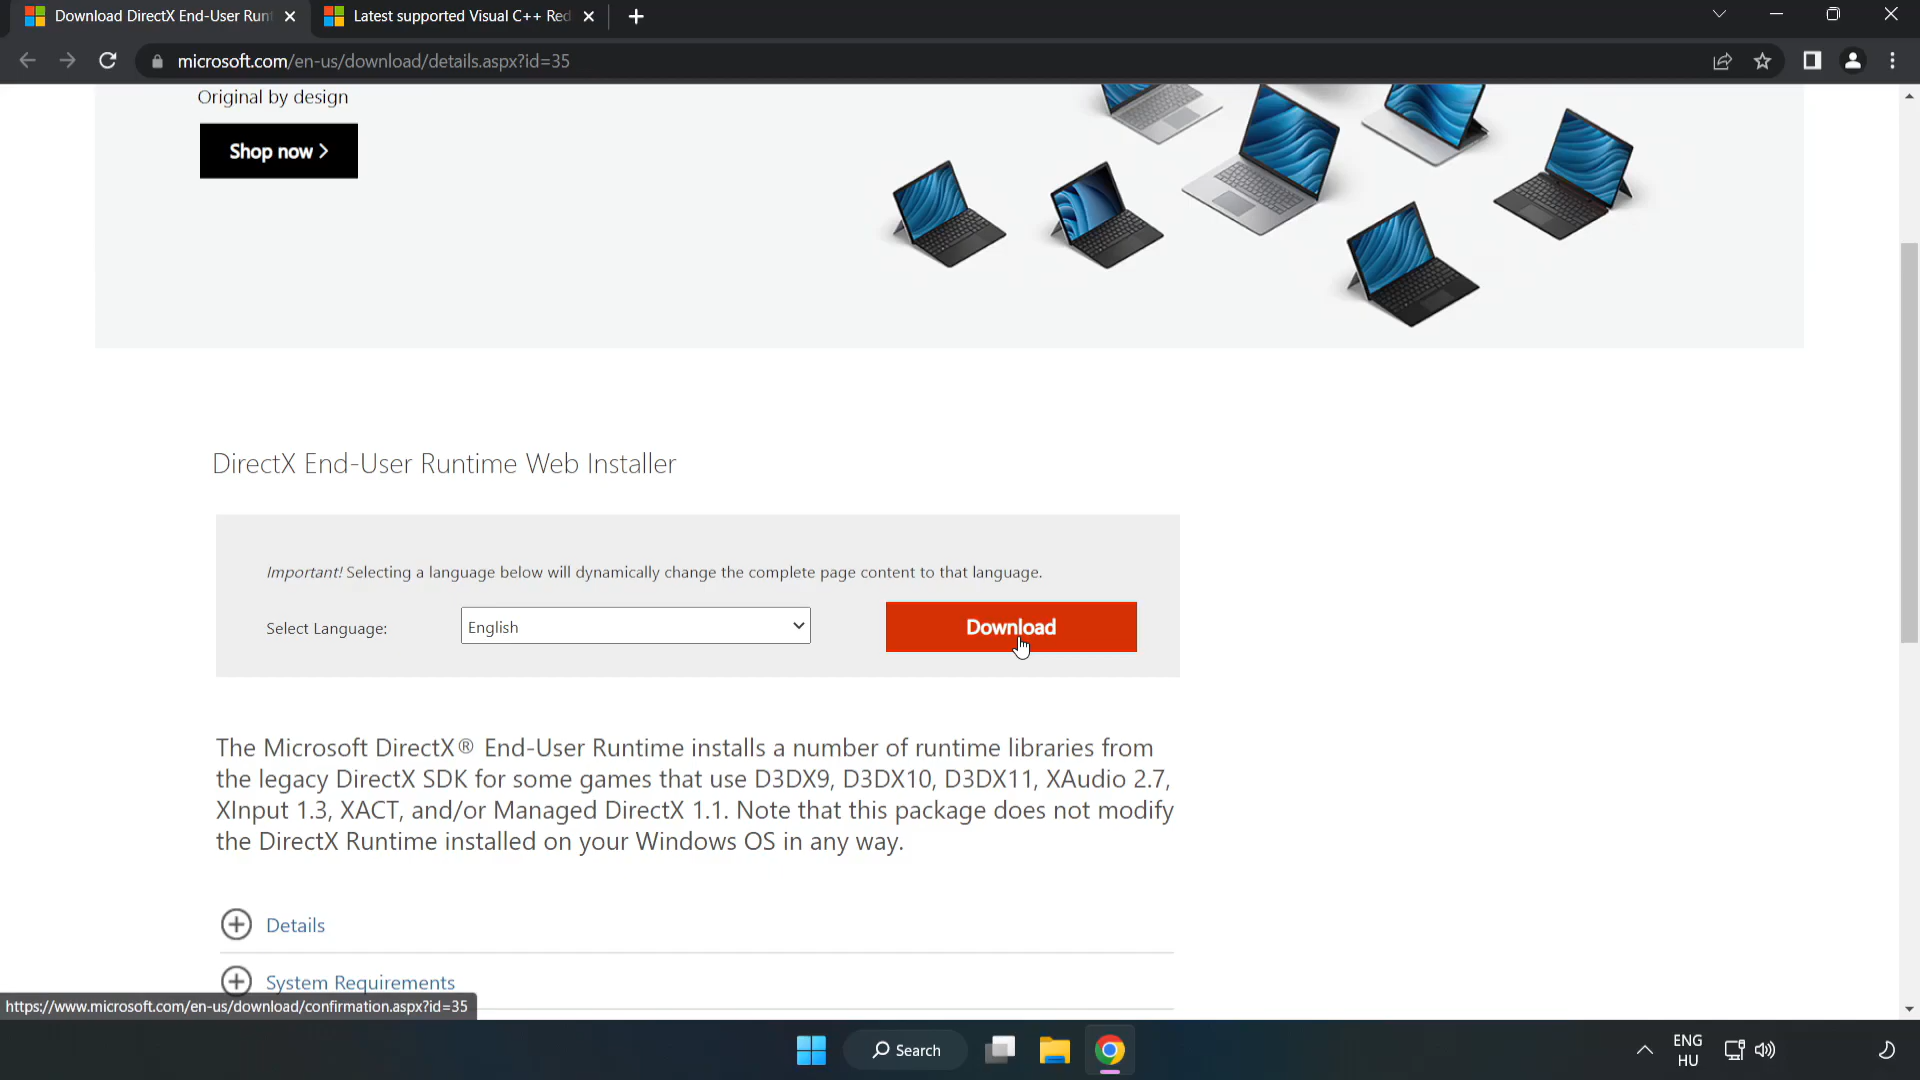 Download DirectX End-User Runt
Latest supported Visual C++ Red
microsoft.com/en-us/download/details.aspx?id=35
Original by design
Shop now >
DirectX End-User Runtime Web Installer
Important! Selecting a language below will dynamically change the complete page content to that language.
Select Language:
English
Download
The Microsoft DirectX® End-User Runtime installs a number of runtime libraries from
the legacy DirectX SDK for some games that use D3DX9, D3DX10, D3DX11, XAudio 2.7,
XInput 1.3, XACT, and/or Managed DirectX 1.1. Note that this package does not modify
the DirectX Runtime installed on your Windows OS in any way.
Details
System Requirements
https://www.microsoft.com/en-us/download/confirmation.aspx?id=35
Search
ENG
HU